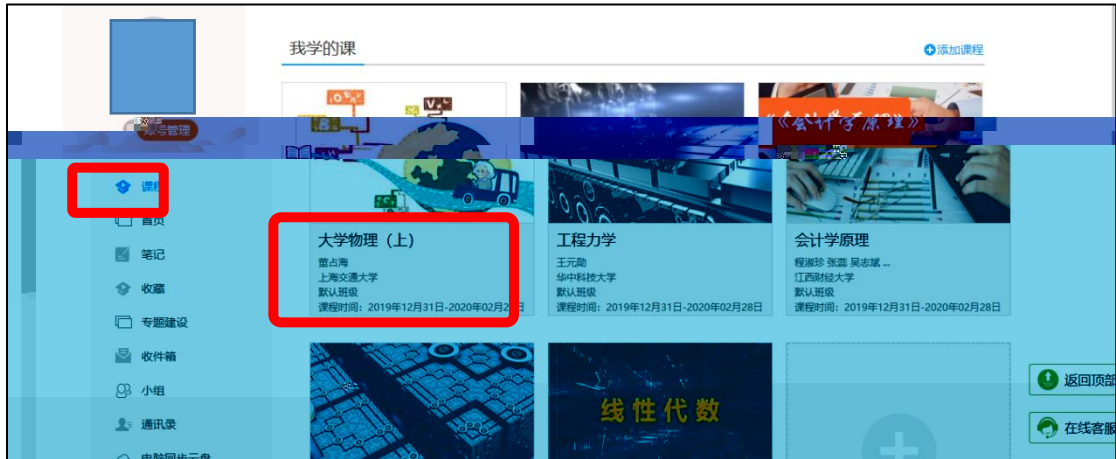 我学的课
添加课程
账号管理
《会计学原理》
课程
首页
笔记
收藏
专题建设
收件箱
小组
通讯录
电脑同步云盘
大学物理（上）
董占海
上海交通大学
默认班级
课程时间：2019年12月31日-2020年02月2 日
工程力学
王元勋
华中科技大学
默认班级
课程时间：2019年12月31日-2020年02月28日
会计学原理
程淑珍 张蕊 吴志斌 ...
江西财经大学
默认班级
课程时间：2019年12月31日-2020年02月28日
线性代数
返回顶部
在线客服